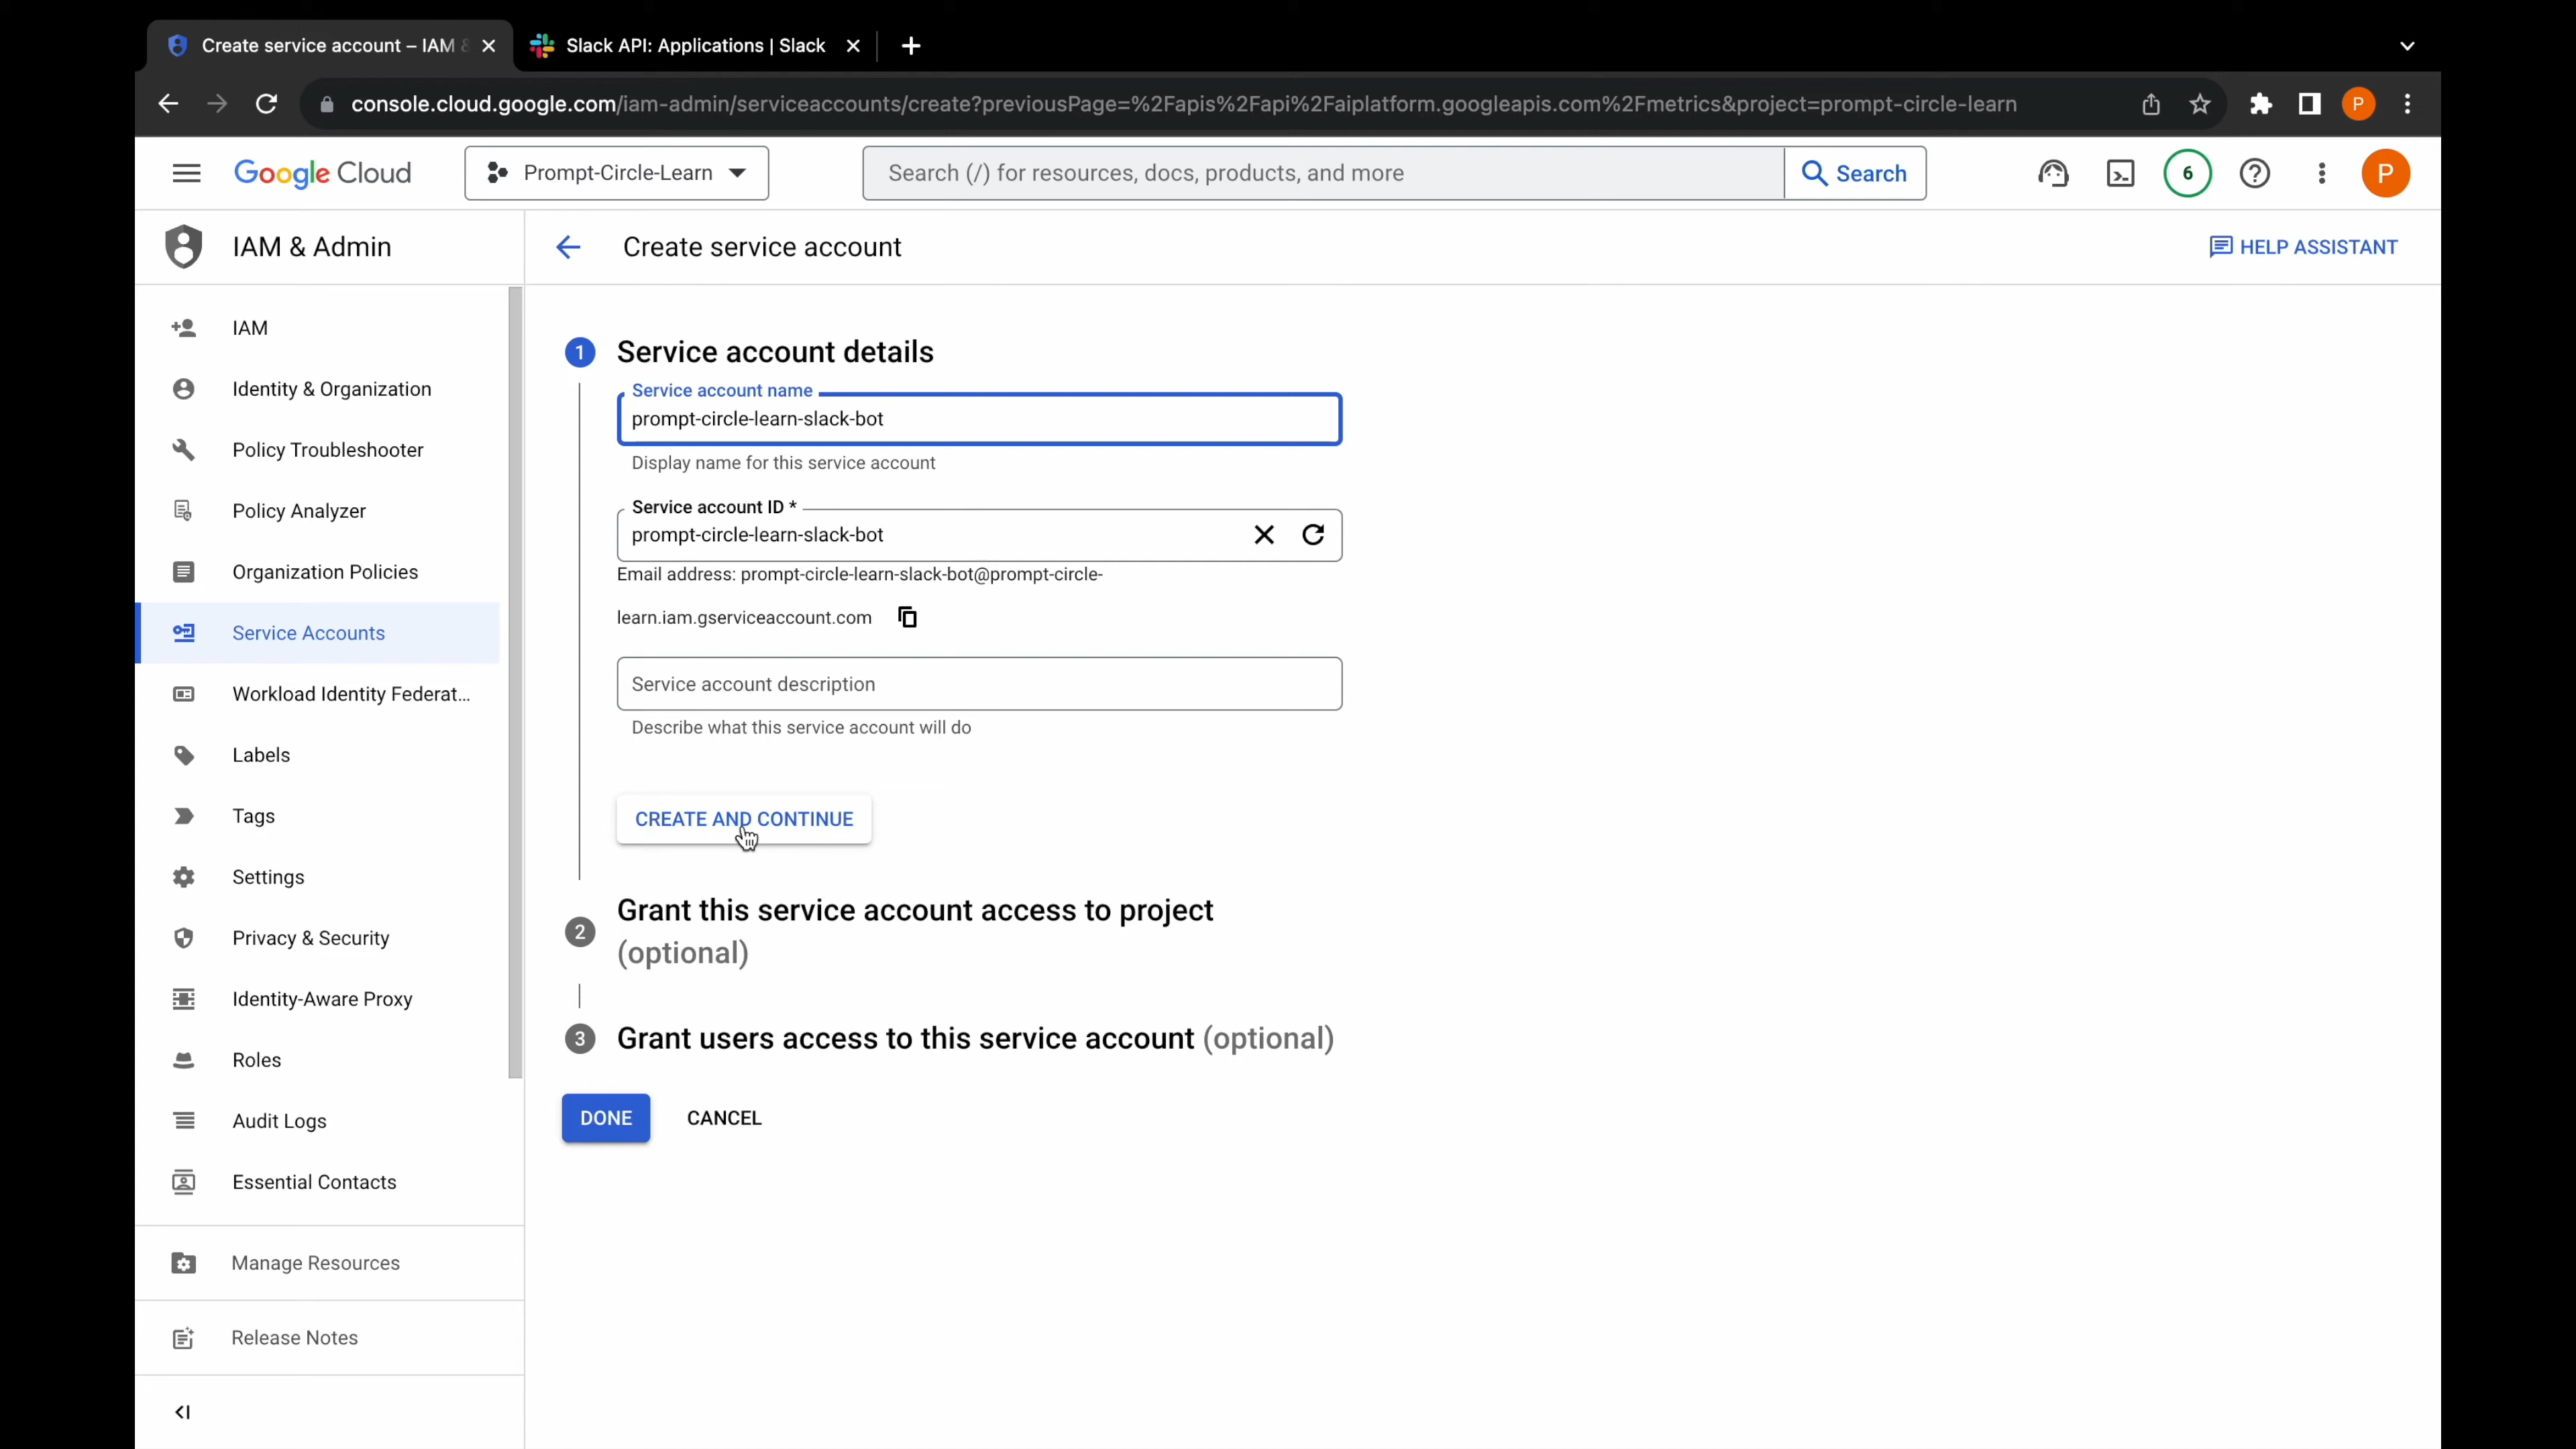 Create service account – IAM &
Slack API: Applications | Slack
console.cloud.google.com/iam-admin/serviceaccounts/create?previousPage=%2Fapis%2Fapi%2Faiplatform.googleapis.com%2Fmetrics&project=prompt-circle-learn
P
Google Cloud
Prompt-Circle-Learn
Search (/) for resources, docs, products, and more
Search
6
P
IAM & Admin
Create service account
HELP ASSISTANT
IAM
Identity & Organization
Policy Troubleshooter
Policy Analyzer
Organization Policies
Service Accounts
Workload Identity Federat...
Labels
Tags
Settings
Privacy & Security
Identity-Aware Proxy
Roles
Audit Logs
Essential Contacts
Manage Resources
Release Notes
1
Service account details
Service account name
prompt-circle-learn-slack-bot
Display name for this service account
Service account ID *
prompt-circle-learn-slack-bot
Email address: prompt-circle-learn-slack-bot@prompt-circle-
learn.iam.gserviceaccount.com
Service account description
Describe what this service account will do
CREATE AND CONTINUE
2
Grant this service account access to project
(optional)
3
Grant users access to this service account (optional)
DONE
CANCEL